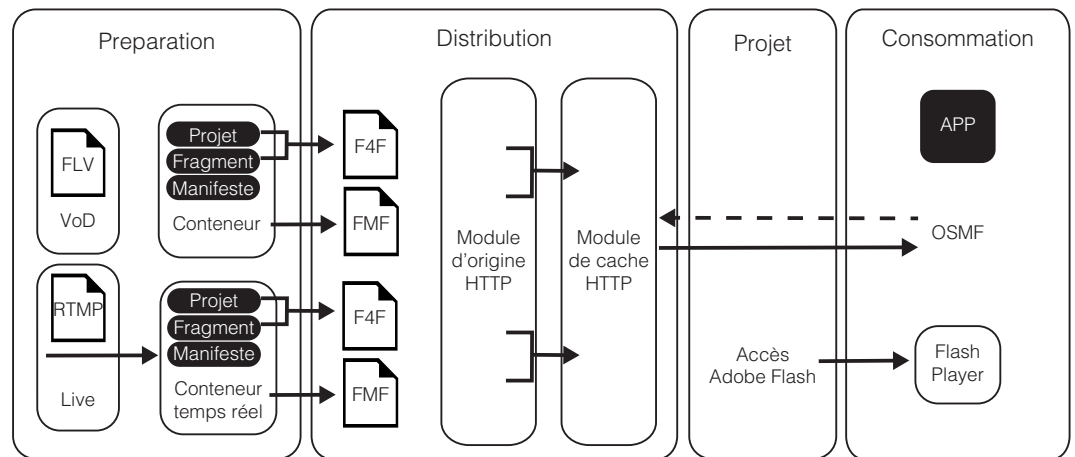 Preparation
FLV
VoD
Projet
Fragment
Manifeste
Conteneur
RTMP
Live
Projet
Fragment
Manifeste
Conteneur
temps réel
Distribution
F4F
FMF
F4F
FMF
Module
d'origine
HTTP
Module
de cache
HTTP
Projet
Accès
Adobe Flash
Consommation
APP
OSMF
Flash
Player